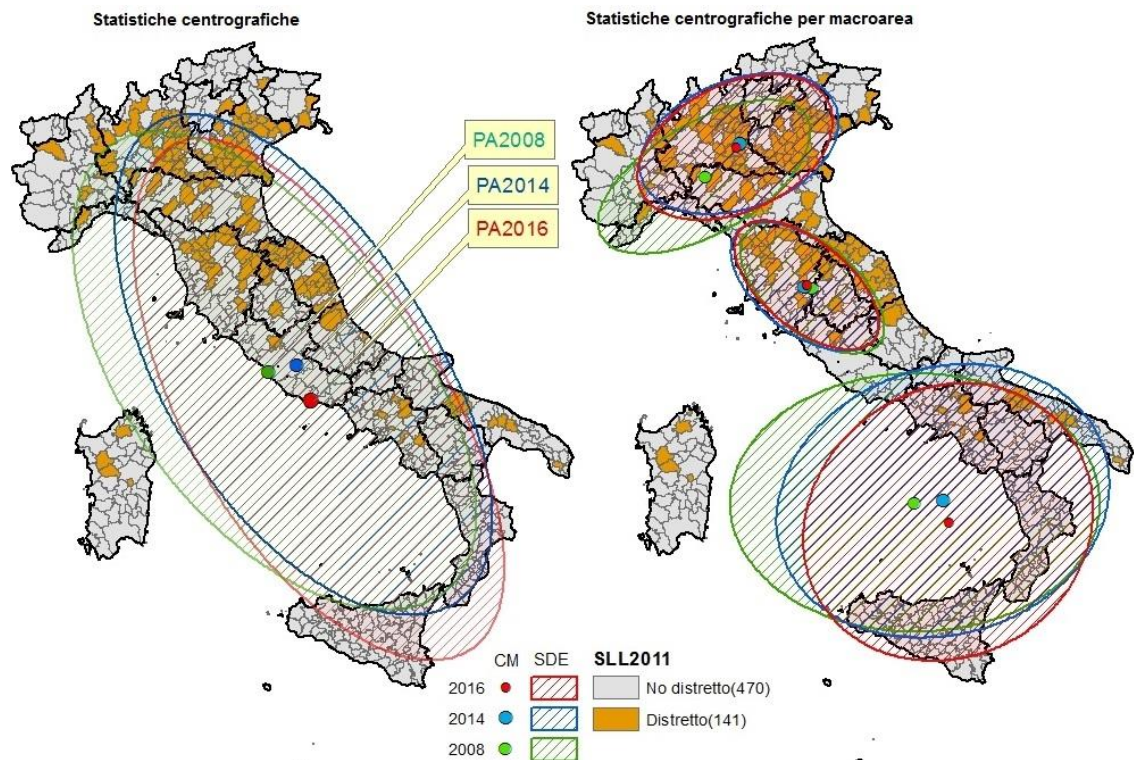 Statistiche centrografiche
Statistiche centrografiche per macroarea
PA2008
PA2014
PA2016
CM SDE SLL2011
2016 No distretto(470)
2014 Distretto(141)
2008